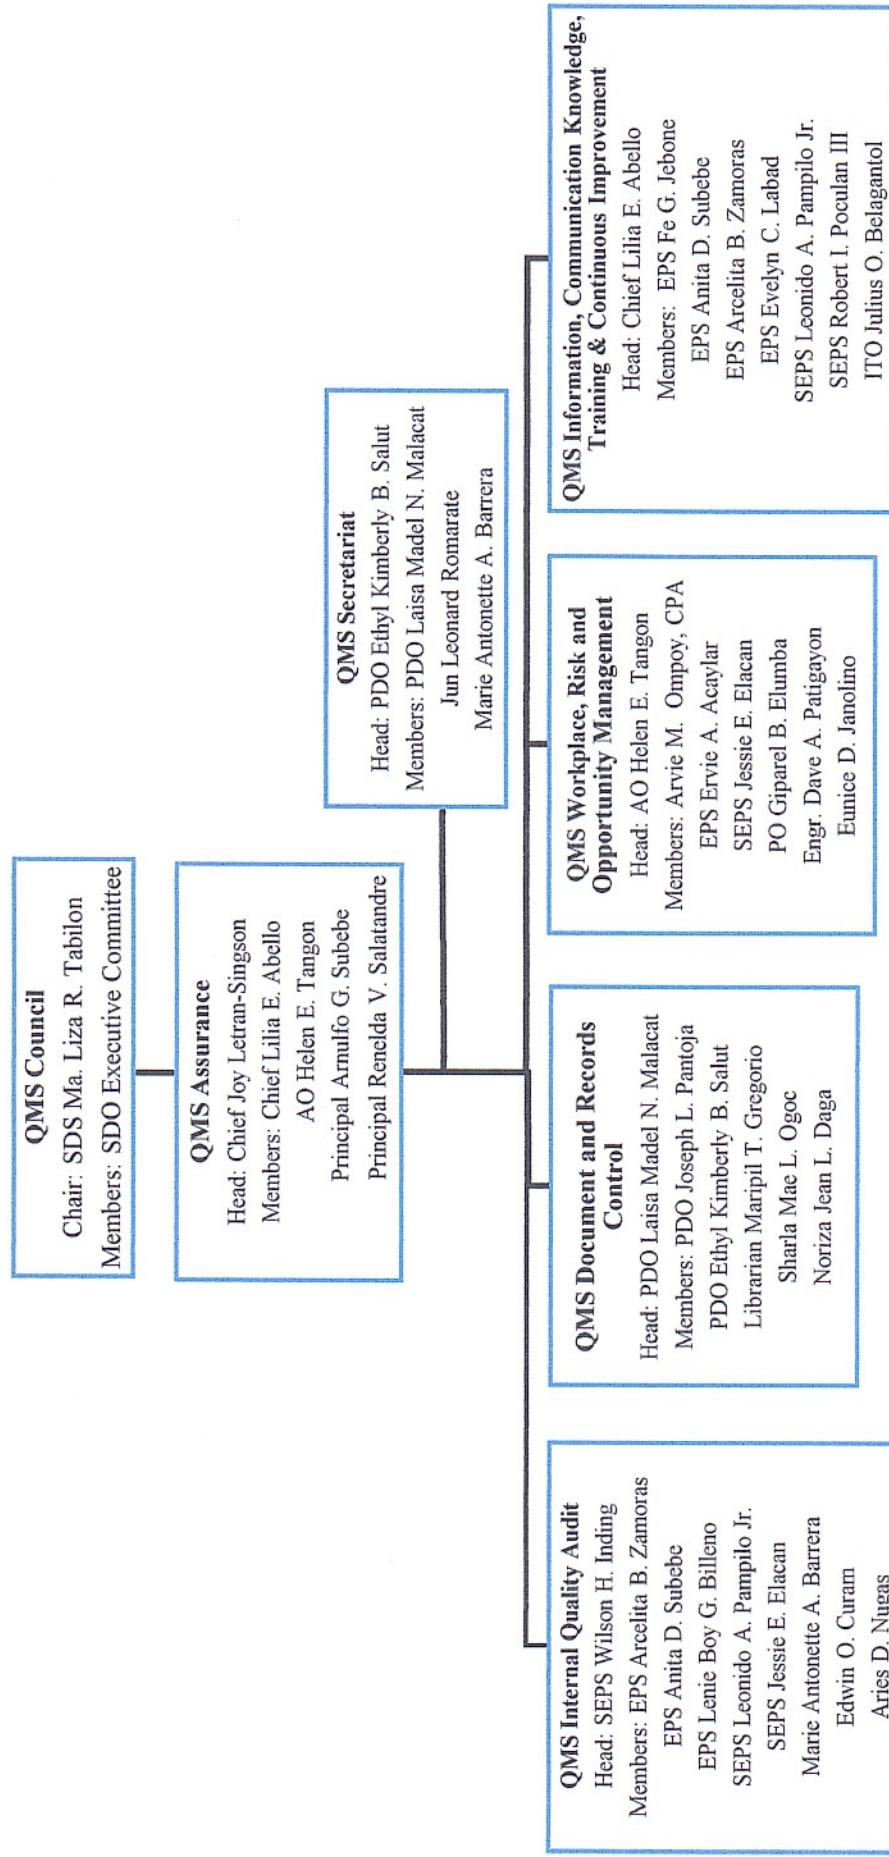 QMS Council
Chair: SDS Ma. Liza R. Tabilon
Members: SDO Executive Committee
QMS Assurance
Head: Chief Joy Letran-Singson
Members: Chief Lilia E. Abello
AO Helen E. Tangon
Principal Arnulfo G. Subebe
Principal Renelda V. Salatandre
QMS Secretariat
Head: PDO Ethyl Kimberly B. Salut
Members: PDO Laisa Madel N. Malacat
Jun Leonard Romarate
Marie Antonette A. Barrera
QMS Internal Quality Audit
Head: SEPS Wilson H. Inding
Members: EPS Arcelita B. Zamoras
EPS Anita D. Subebe
EPS Lenie Boy G. Billeno
SEPS Leonido A. Pampilo Jr.
SEPS Jessie E. Elacan
Marie Antonette A. Barrera
Edwin O. Curam
Aries D. Nugas
QMS Document and Records
Control
Head: PDO Laisa Madel N. Malacat
Members: PDO Joseph L. Pantoja
PDO Ethyl Kimberly B. Salut
Librarian Maripil T. Gregorio
Sharla Mae L. Ogoc
Noriza Jean L. Daga
QMS Workplace, Risk and
Opportunity Management
Head: AO Helen E. Tangon
Members: Arvie M. Ompoy, CPA
EPS Ervie A. Acaylar
SEPS Jessie E. Elacan
PO Giparel B. Elumba
Engr. Dave A. Patigayon
Eunice D. Janolino
QMS Information, Communication Knowledge,
Training & Continuous Improvement
Head: Chief Lilia E. Abello
Members: EPS Fe G. Jebone
EPS Anita D. Subebe
EPS Arcelita B. Zamoras
EPS Evelyn C. Labad
SEPS Leonido A. Pampilo Jr.
SEPS Robert I. Poculan III
ITO Julius O. Belagantol